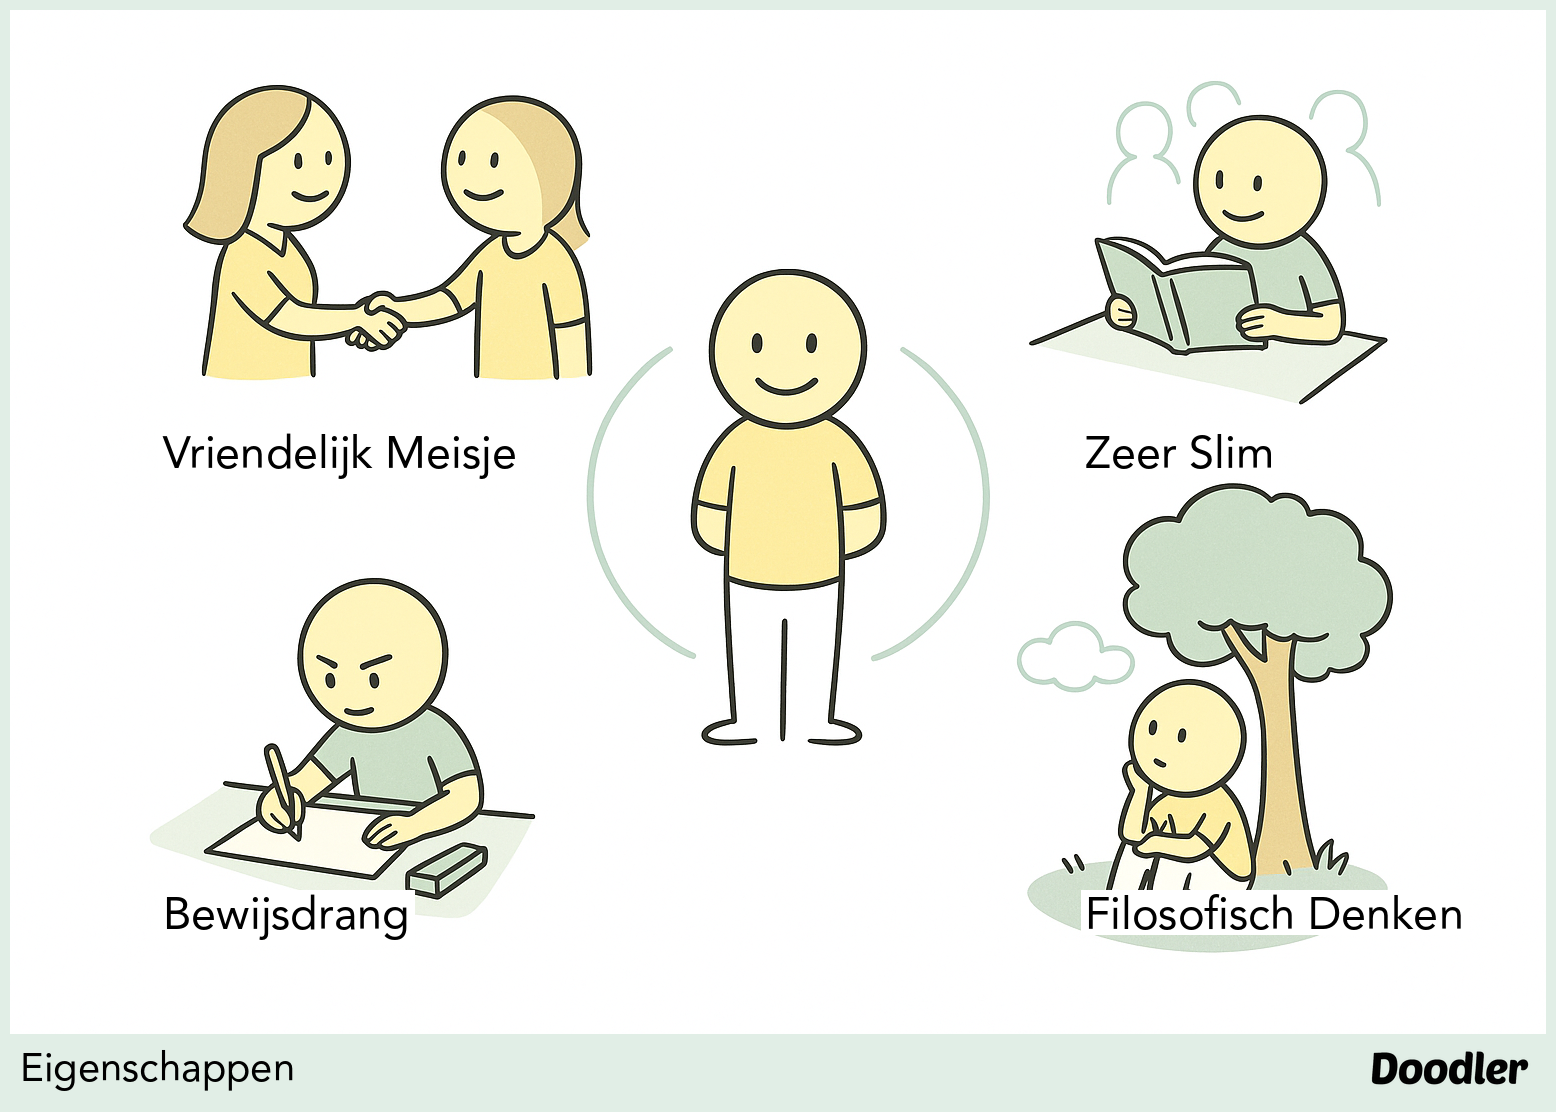 Vriendelijk Meisje
Zeer Slim
Bewijsdrang
Filosofisch Denken
Eigenschappen
Doodler